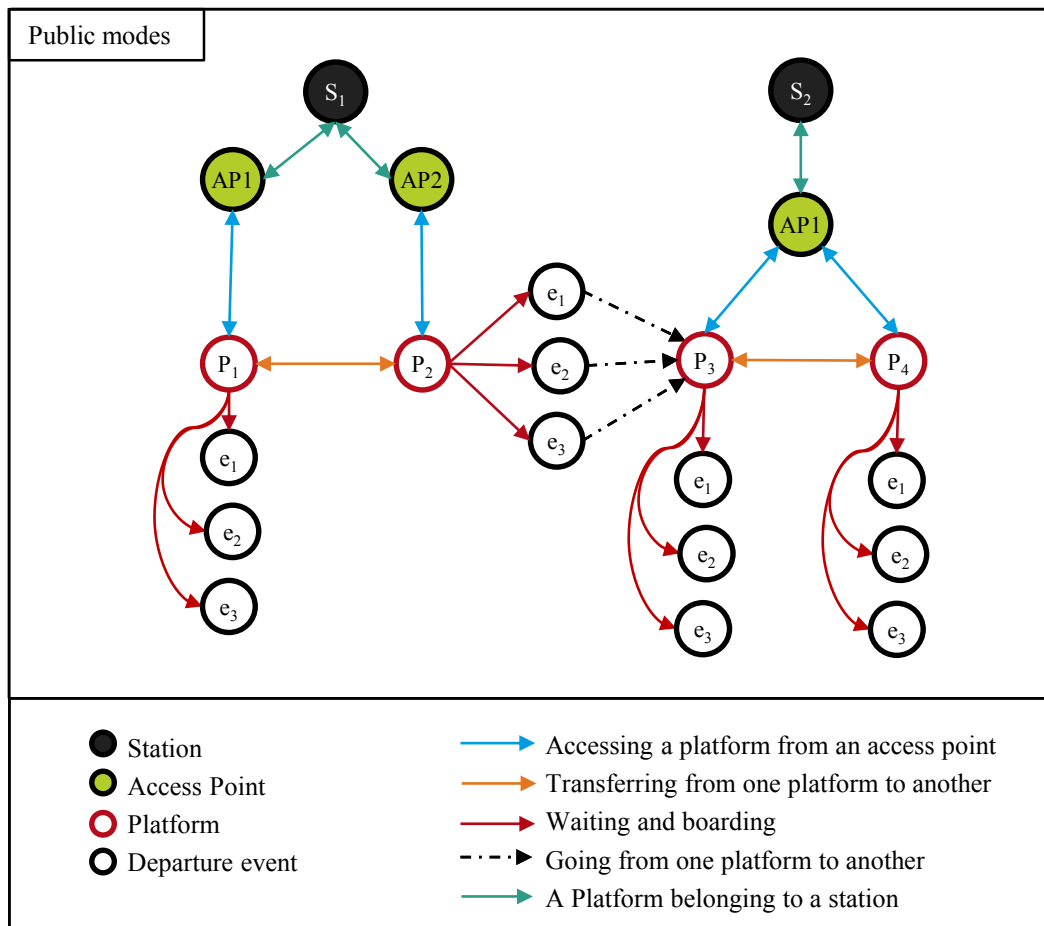 Public modes
S₁
S₂
AP1
AP2
AP1
e₁
P₁
P₂
e₂
P₃
P₄
e₃
e₁
e₂
e₃
e₁
e₂
e₃
e₁
e₂
e₃
Station
Access Point
Platform
Departure event
Accessing a platform from an access point
Transferring from one platform to another
Waiting and boarding
Going from one platform to another
A Platform belonging to a station